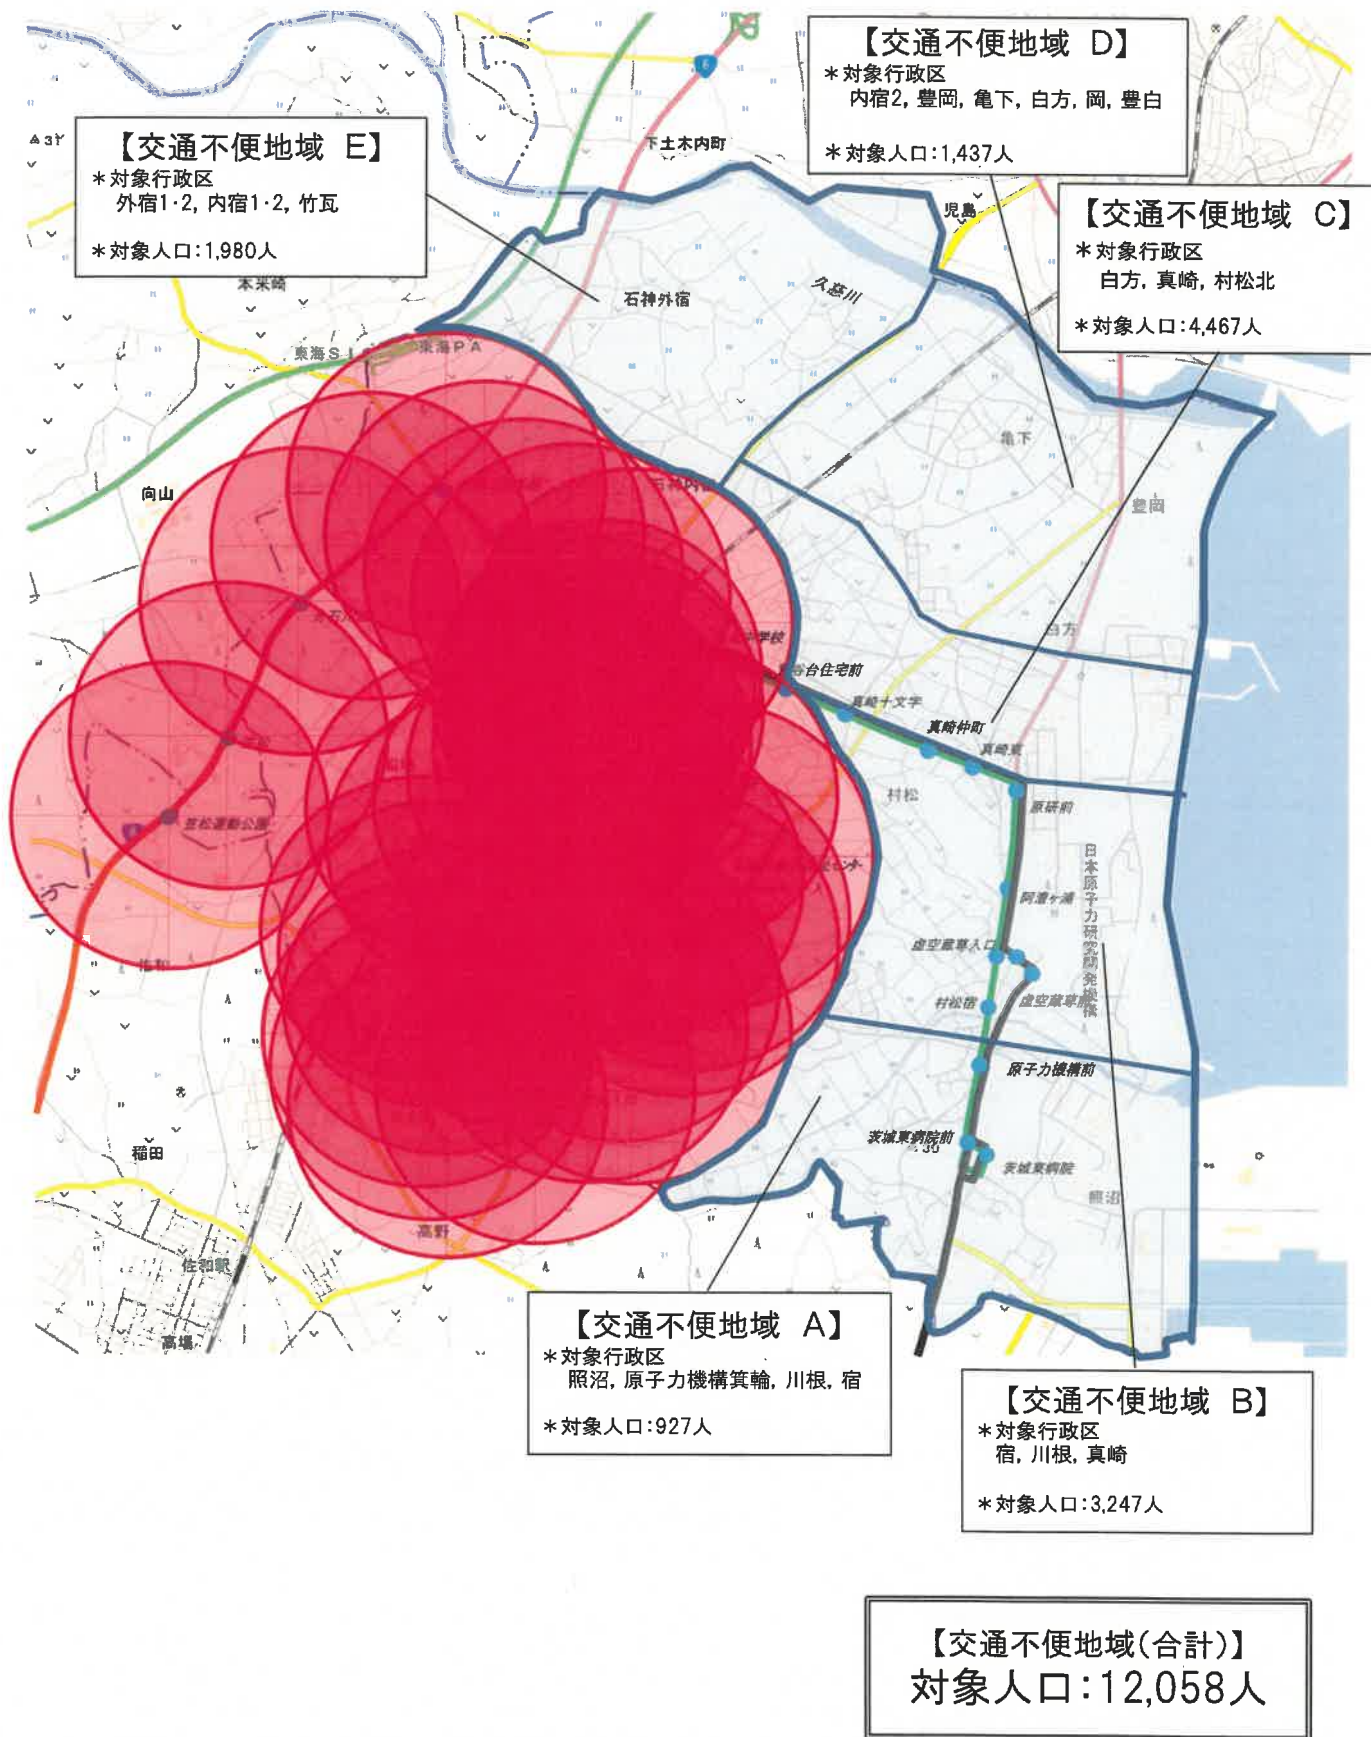 【交通不便地域 D】
＊対象行政区
内宿2, 豊岡, 亀下, 白方, 岡, 豊白
＊対象人口:1,437人
6
下土木内町
【交通不便地域 E】
＊対象行政区
外宿1・2, 内宿1・2, 竹瓦
＊対象人口:1,980人
児島
【交通不便地域 C】
＊対象行政区
白方, 真崎, 村松北
＊対象人口:4,467人
本米崎
石神外宿
久慈川
東海PA
亀下
向山
豊岡
白方
谷台住宅前
真崎十文字
真崎仲町
真崎東
村松
原研前
笠松運動公園
日本原子力研究開発機構
阿漕ヶ浦
虚空蔵尊入口
佐和
村松宿
虚空蔵尊前
原子力機構前
茨城東病院前
茨城東病院
稲田
照沼
高野
佐和駅
高場
【交通不便地域 A】
＊対象行政区
照沼, 原子力機構箕輪, 川根, 宿
＊対象人口:927人
【交通不便地域 B】
＊対象行政区
宿, 川根, 真崎
＊対象人口:3,247人
【交通不便地域(合計)】
対象人口:12,058人